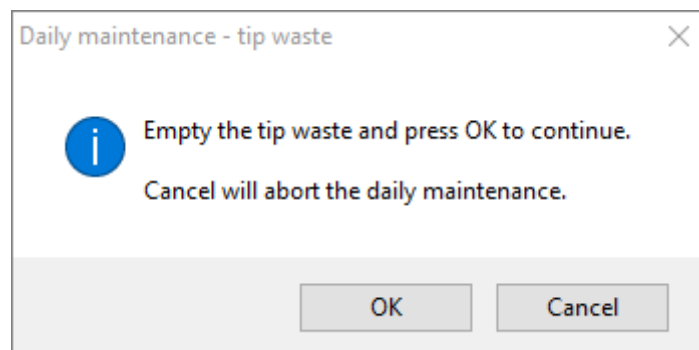 Daily maintenance - tip waste
Empty the tip waste and press OK to continue.
Cancel will abort the daily maintenance.
OK
Cancel